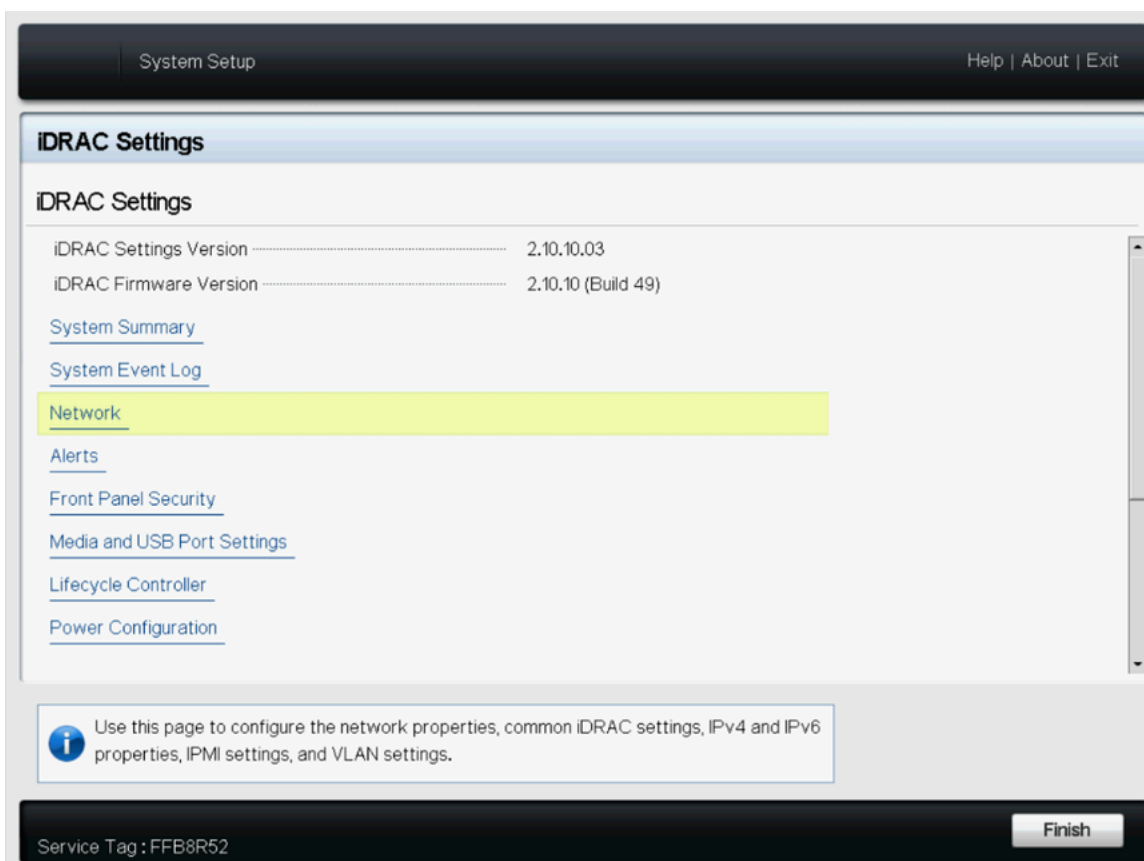 System Setup
Help | About | Exit
iDRAC Settings
iDRAC Settings
iDRAC Settings Version 2.10.10.03
iDRAC Firmware Version 2.10.10 (Build 49)
System Summary
System Event Log
Network
Alerts
Front Panel Security
Media and USB Port Settings
Lifecycle Controller
Power Configuration
Use this page to configure the network properties, common iDRAC settings, IPv4 and IPv6
properties, IPMI settings, and VLAN settings.
Service Tag : FFB8R52
Finish